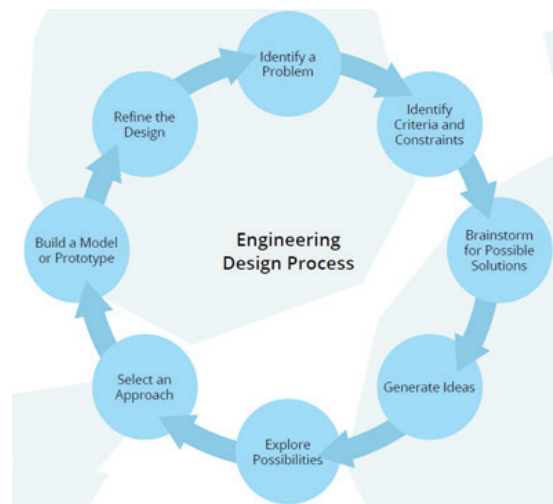 Identify a
Problem
Identify
Criteria and
Constraints
Brainstorm
for Possible
Solutions
Generate Ideas
Explore
Possibilities
Select an
Approach
Build a Model
or Prototype
Refine the
Design
Engineering
Design Process